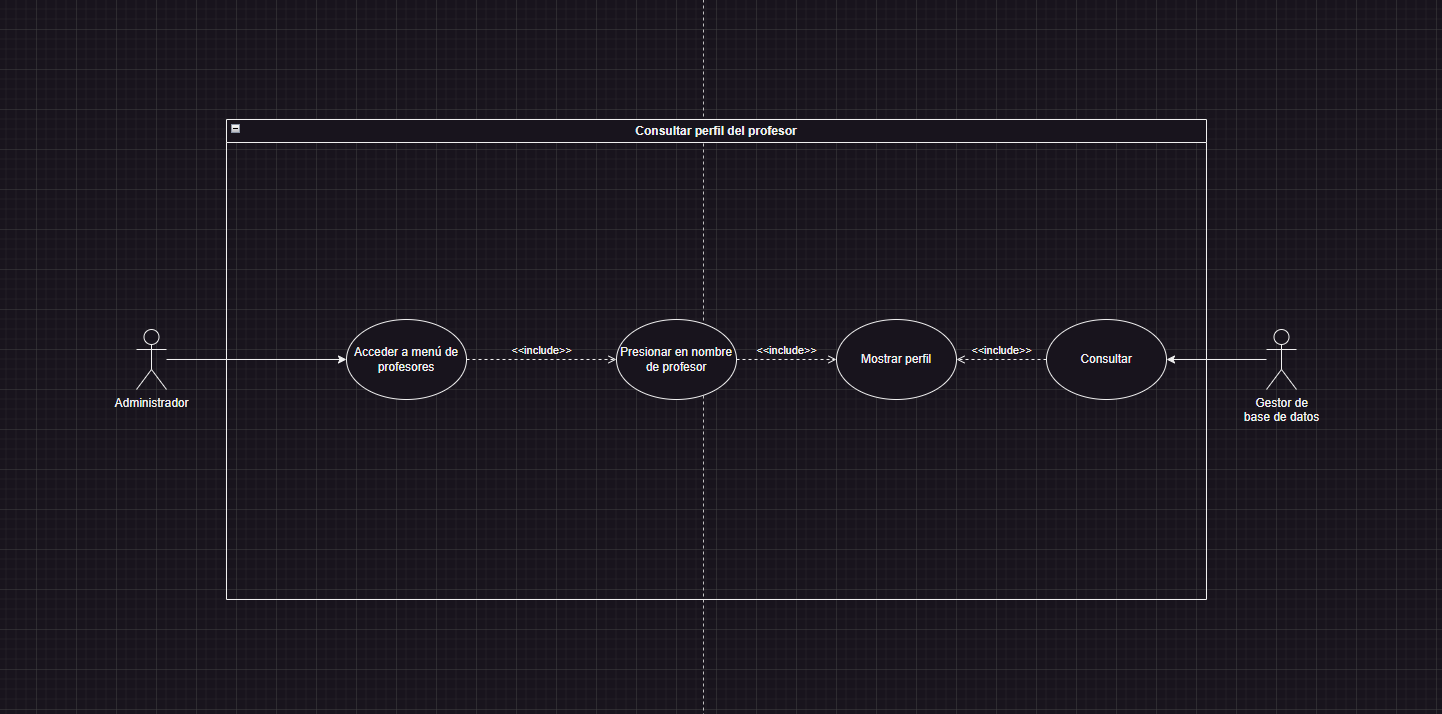 Consultar perfil del profesor
Acceder a menú de
profesores
<<include>>
Presionar en nombre
de profesor
<<include>>
Mostrar perfil
<<include>>
Consultar
Administrador
Gestor de
base de datos